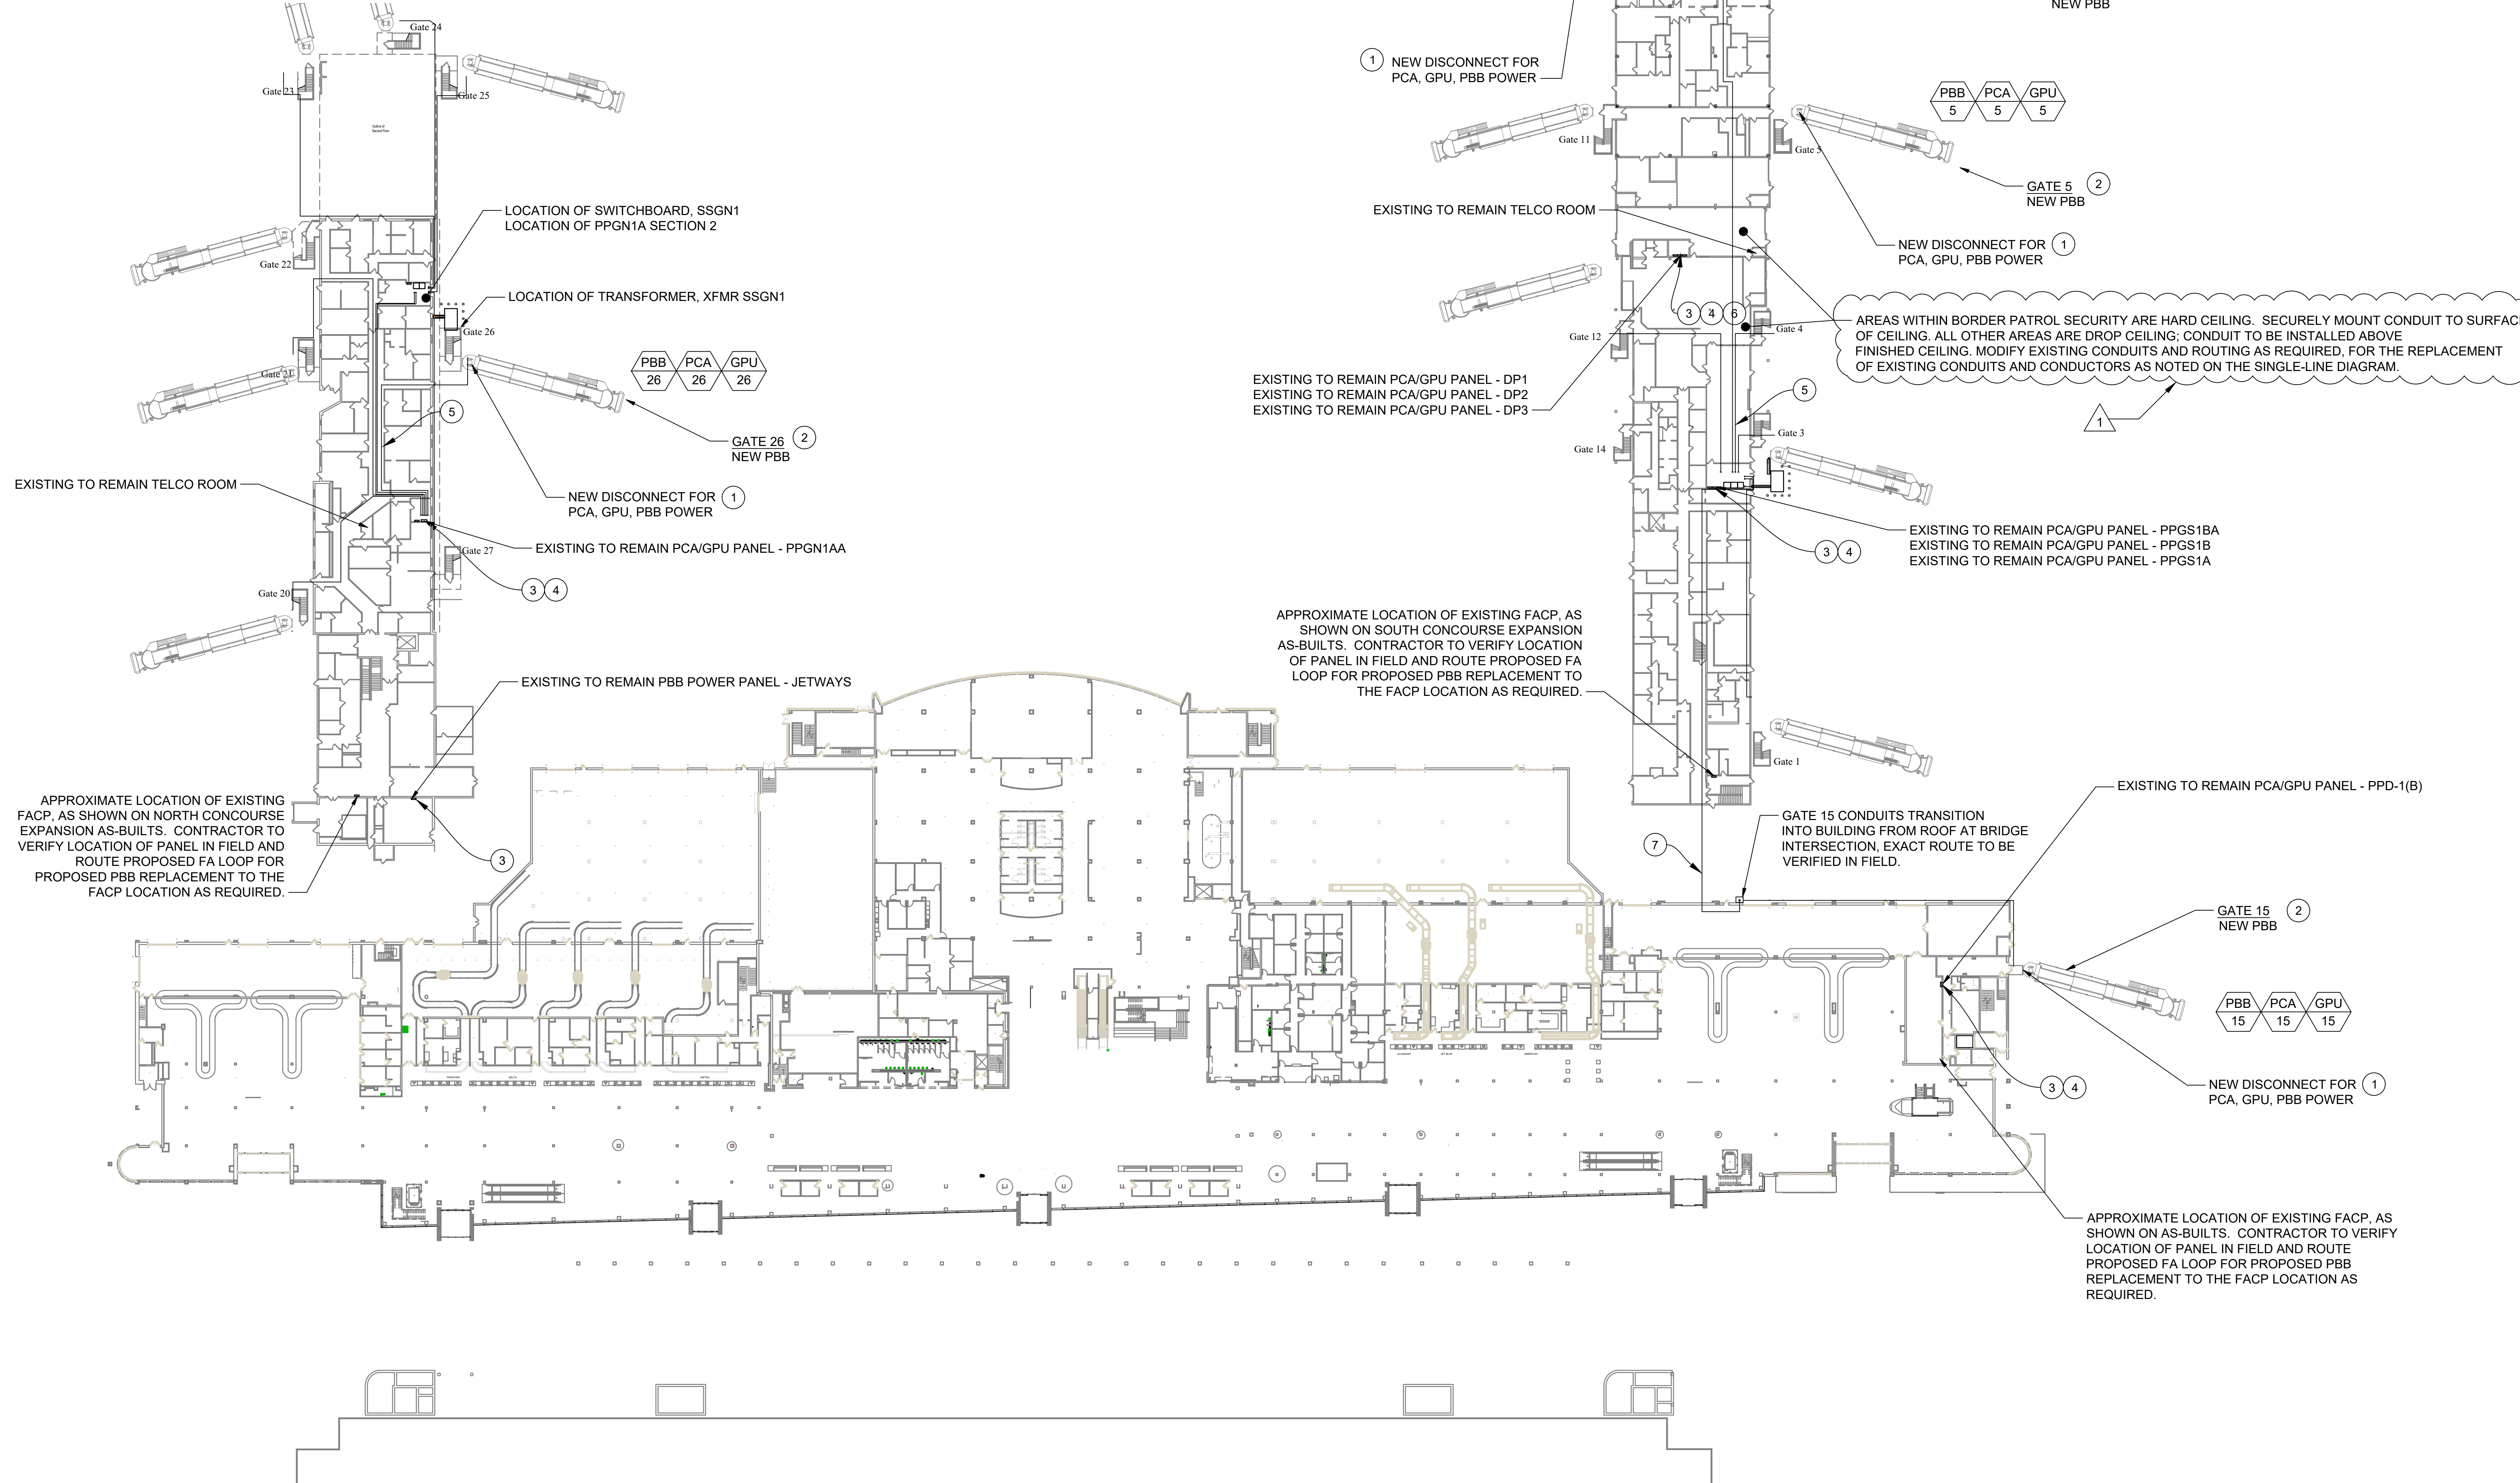 Gate 24
Gate 23
Gate 25
Outline of
Second Floor
LOCATION OF SWITCHBOARD, SSGN1
LOCATION OF PPGN1A SECTION 2
Gate 22
LOCATION OF TRANSFORMER, XFMR SSGN1
Gate 26
PBB PCA GPU
26 26 26
Gate 21
5
GATE 26 2
NEW PBB
EXISTING TO REMAIN TELCO ROOM
NEW DISCONNECT FOR 1
PCA, GPU, PBB POWER
EXISTING TO REMAIN PCA/GPU PANEL - PPGN1AA
Gate 27
3 4
Gate 20
EXISTING TO REMAIN PBB POWER PANEL - JETWAYS
APPROXIMATE LOCATION OF EXISTING
FACP, AS SHOWN ON NORTH CONCOURSE
EXPANSION AS-BUILTS. CONTRACTOR TO
VERIFY LOCATION OF PANEL IN FIELD AND
ROUTE PROPOSED FA LOOP FOR
PROPOSED PBB REPLACEMENT TO THE
FACP LOCATION AS REQUIRED.
3
NEW PBB
1 NEW DISCONNECT FOR
PCA, GPU, PBB POWER
PBB PCA GPU
5 5 5
Gate 11
Gate 5
GATE 5 2
NEW PBB
EXISTING TO REMAIN TELCO ROOM
NEW DISCONNECT FOR 1
PCA, GPU, PBB POWER
3 4 6
Gate 12
Gate 4
AREAS WITHIN BORDER PATROL SECURITY ARE HARD CEILING. SECURELY MOUNT CONDUIT TO SURFAC
OF CEILING. ALL OTHER AREAS ARE DROP CEILING; CONDUIT TO BE INSTALLED ABOVE
FINISHED CEILING. MODIFY EXISTING CONDUITS AND ROUTING AS REQUIRED, FOR THE REPLACEMENT
OF EXISTING CONDUITS AND CONDUCTORS AS NOTED ON THE SINGLE-LINE DIAGRAM.
1
EXISTING TO REMAIN PCA/GPU PANEL - DP1
EXISTING TO REMAIN PCA/GPU PANEL - DP2
EXISTING TO REMAIN PCA/GPU PANEL - DP3
5
Gate 3
Gate 14
EXISTING TO REMAIN PCA/GPU PANEL - PPGS1BA
EXISTING TO REMAIN PCA/GPU PANEL - PPGS1B
EXISTING TO REMAIN PCA/GPU PANEL - PPGS1A
3 4
APPROXIMATE LOCATION OF EXISTING FACP, AS
SHOWN ON SOUTH CONCOURSE EXPANSION
AS-BUILTS. CONTRACTOR TO VERIFY LOCATION
OF PANEL IN FIELD AND ROUTE PROPOSED FA
LOOP FOR PROPOSED PBB REPLACEMENT TO
THE FACP LOCATION AS REQUIRED.
Gate 1
EXISTING TO REMAIN PCA/GPU PANEL - PPD-1(B)
GATE 15 CONDUITS TRANSITION
INTO BUILDING FROM ROOF AT BRIDGE
INTERSECTION, EXACT ROUTE TO BE
VERIFIED IN FIELD.
7
GATE 15 2
NEW PBB
PBB PCA GPU
15 15 15
3 4
NEW DISCONNECT FOR 1
PCA, GPU, PBB POWER
APPROXIMATE LOCATION OF EXISTING FACP, AS
SHOWN ON AS-BUILTS. CONTRACTOR TO VERIFY
LOCATION OF PANEL IN FIELD AND ROUTE
PROPOSED FA LOOP FOR PROPOSED PBB
REPLACEMENT TO THE FACP LOCATION AS
REQUIRED.